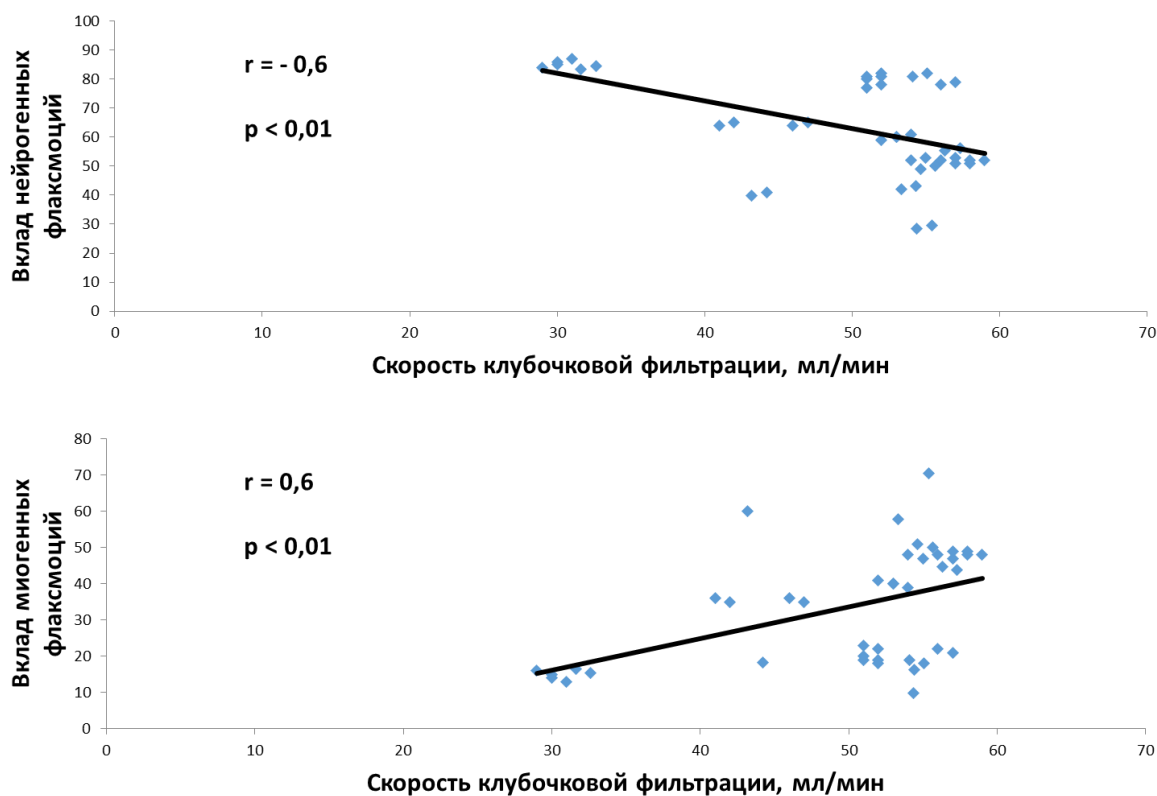 100
90
80
70
60
50
40
30
20
10
0
0 10 20 30 40 50 60 70
Вклад нейрогенных
флаксмоций
r = - 0,6
p < 0,01
Скорость клубочковой фильтрации, мл/мин
80
70
60
50
40
30
20
10
0
0 10 20 30 40 50 60 70
Вклад миогенных
флаксмоций
r = 0,6
p < 0,01
Скорость клубочковой фильтрации, мл/мин